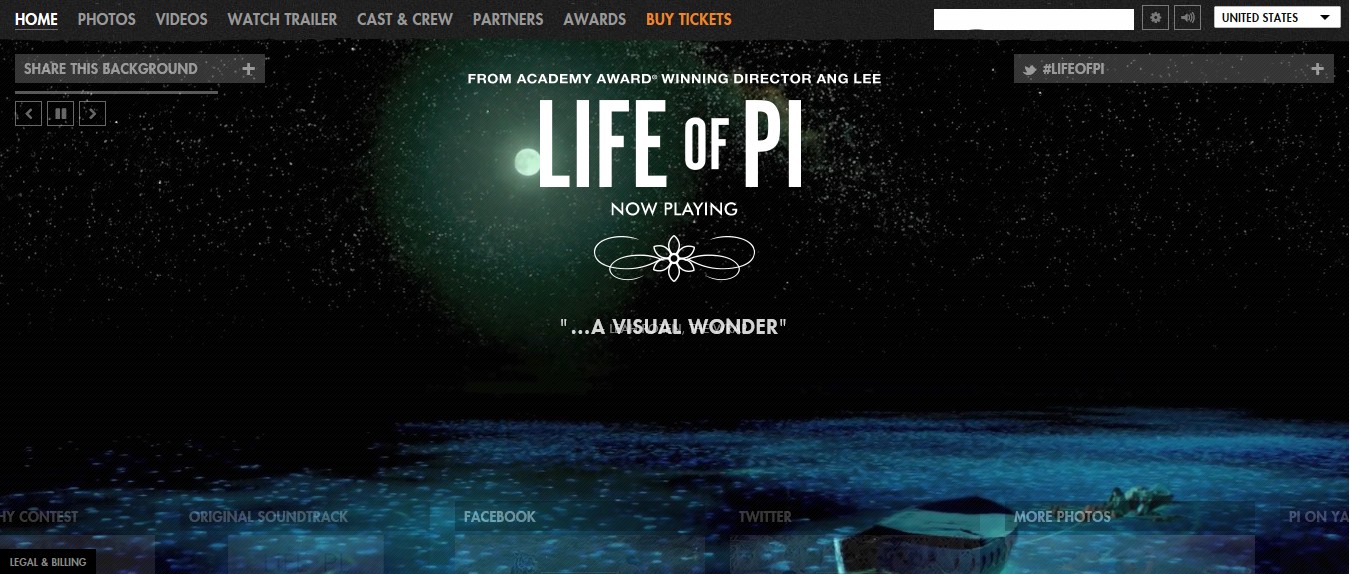 HOME PHOTOS VIDEOS WATCH TRAILER CAST & CREW PARTNERS AWARDS BUY TICKETS UNITED STATES
SHARE THIS BACKGROUND +
#LIFEOFPI +
FROM ACADEMY AWARD® WINNING DIRECTOR ANG LEE
LIFE OF PI
NOW PLAYING
"...A VISUAL WONDER"
HY CONTEST ORIGINAL SOUNDTRACK FACEBOOK TWITTER MORE PHOTOS PI ON YA
LEGAL & BILLING